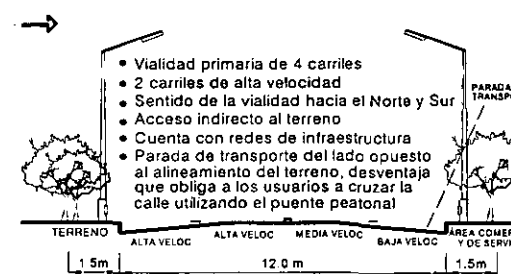 • Vialidad primaria de 4 carriles
• 2 carriles de alta velocidad
• Sentido de la vialidad hacia el Norte y Sur
• Acceso indirecto al terreno
• Cuenta con redes de infraestructura
• Parada de transporte del lado opuesto
al alineamiento del terreno, desventaja
que obliga a los usuarios a cruzar la
calle utilizando el puente peatonal
PARADA
TRANSPO
TERRENO
ALTA VELOC
ALTA VELOC
MEDIA VELOC
BAJA VELOC
ÁREA COMER
Y DE SERVI
1 5m
12.0 m
1.5m